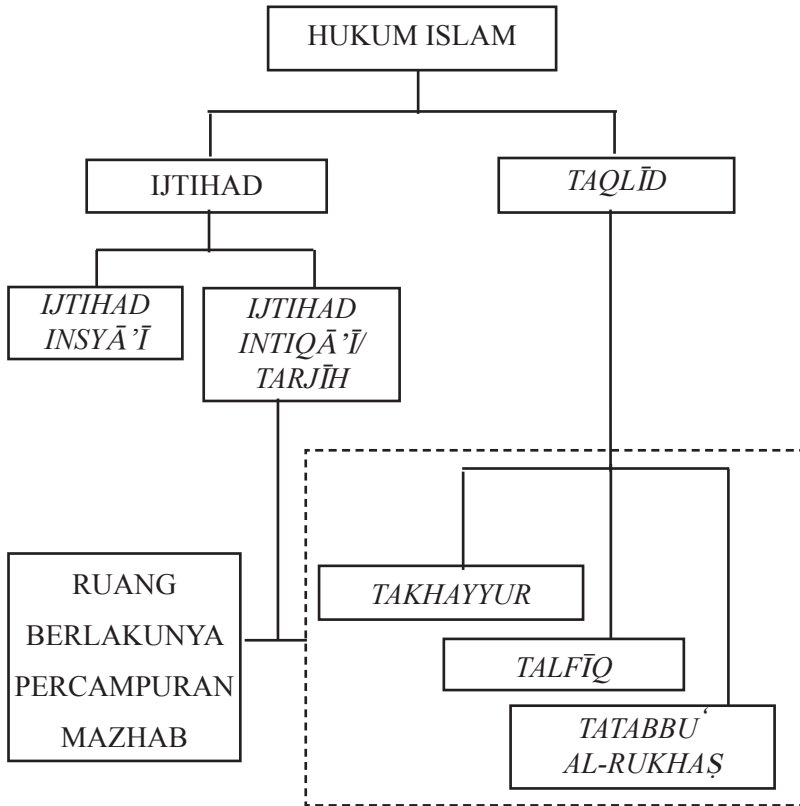 HUKUM ISLAM
IJTIHAD
TAQLĪD
IJTIHAD
INSYĀ’Ī
IJTIHAD
INTIQĀ’Ī/
TARJĪH
RUANG
BERLAKUNYA
PERCAMPURAN
MAZHAB
TAKHAYYUR
TALFĪQ
TATABBU‘
AL-RUKHAṢ